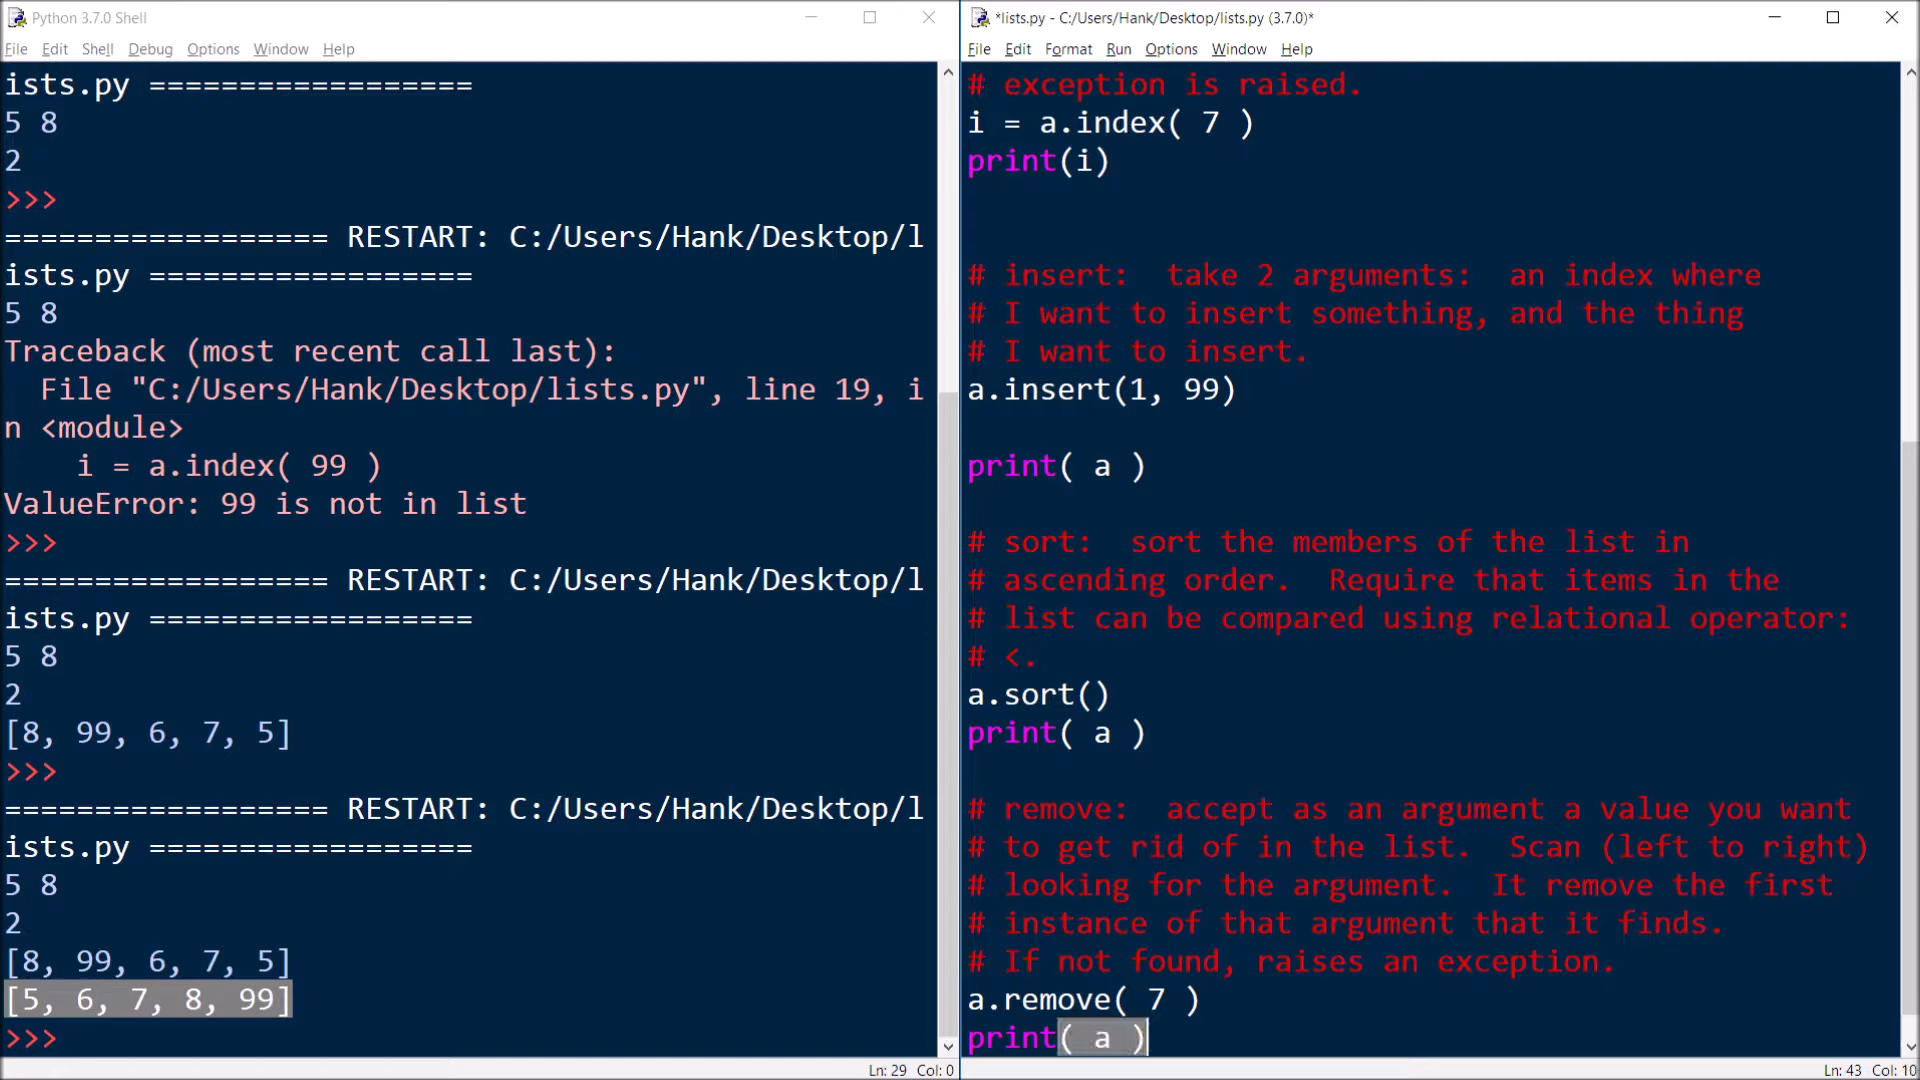 Python 3.7.0 Shell
File Edit Shell Debug Options Window Help
ists.py ==================
5 8
2
>>>
================== RESTART: C:/Users/Hank/Desktop/l
ists.py ==================
5 8
Traceback (most recent call last):
  File "C:/Users/Hank/Desktop/lists.py", line 19, i
n <module>
    i = a.index( 99 )
ValueError: 99 is not in list
>>>
================== RESTART: C:/Users/Hank/Desktop/l
ists.py ==================
5 8
2
[8, 99, 6, 7, 5]
>>>
================== RESTART: C:/Users/Hank/Desktop/l
ists.py ==================
5 8
2
[8, 99, 6, 7, 5]
[5, 6, 7, 8, 99]
>>>
Ln: 29 Col: 0
*lists.py - C:/Users/Hank/Desktop/lists.py (3.7.0)*
File Edit Format Run Options Window Help
# exception is raised.
i = a.index( 7 )
print(i)
# insert:  take 2 arguments:  an index where
# I want to insert something, and the thing
# I want to insert.
a.insert(1, 99)
print( a )
# sort:  sort the members of the list in
# ascending order.  Require that items in the
# list can be compared using relational operator:
# <.
a.sort()
print( a )
# remove:  accept as an argument a value you want
# to get rid of in the list.  Scan (left to right)
# looking for the argument.  It remove the first
# instance of that argument that it finds.
# If not found, raises an exception.
a.remove( 7 )
print( a )
Ln: 43 Col: 10